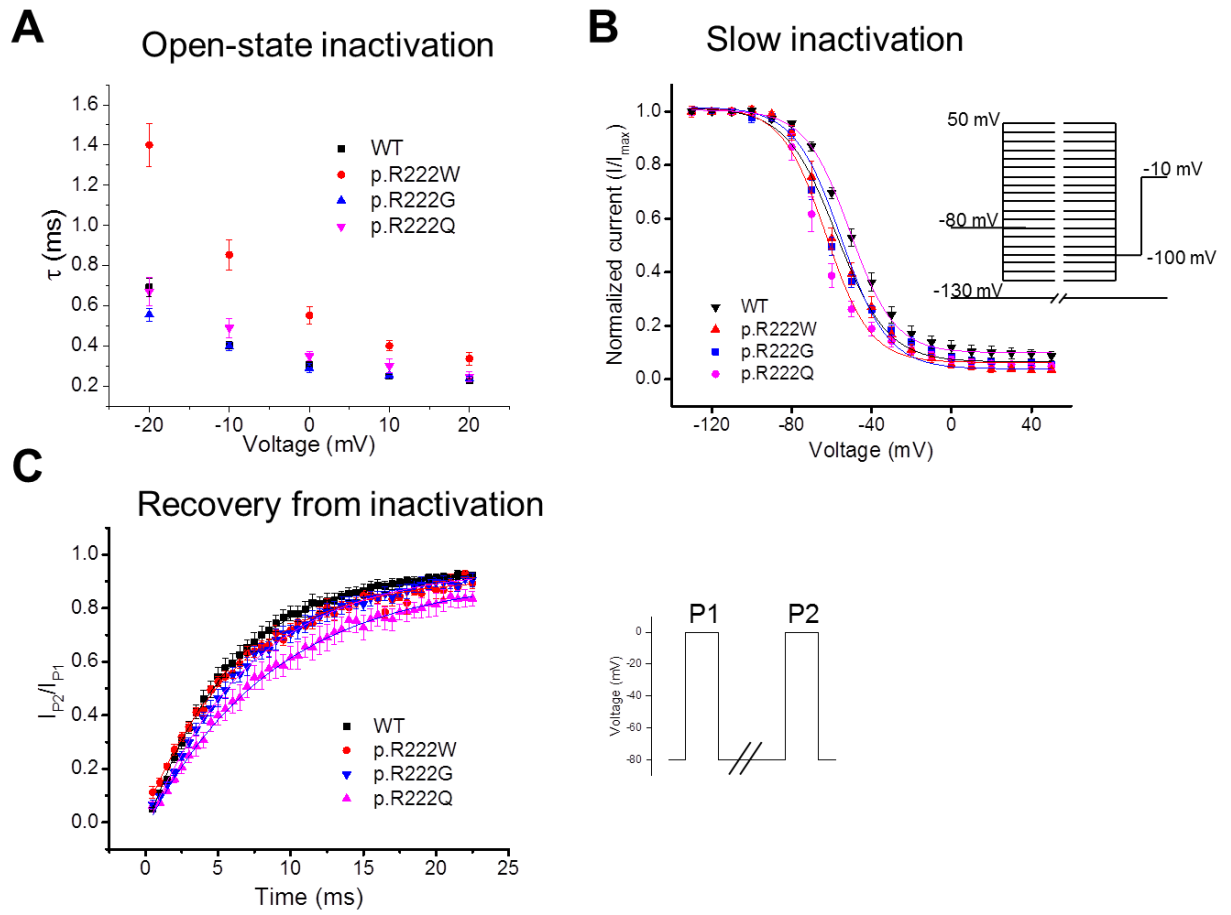 A
Open-state inactivation
τ (ms)
1.6
1.4
1.2
1.0
0.8
0.6
0.4
0.2
WT
p.R222W
p.R222G
p.R222Q
-20
-10
0
10
20
Voltage (mV)
B
Slow inactivation
Normalized current (I/Imax)
1.0
0.8
0.6
0.4
0.2
0.0
50 mV
-10 mV
-80 mV
-100 mV
-130 mV
WT
p.R222W
p.R222G
p.R222Q
-120
-80
-40
0
40
Voltage (mV)
C
Recovery from inactivation
IP2/IP1
1.0
0.8
0.6
0.4
0.2
0.0
WT
p.R222W
p.R222G
p.R222Q
0
5
10
15
20
25
Time (ms)
P1
P2
Voltage (mV)
0
-20
-40
-60
-80